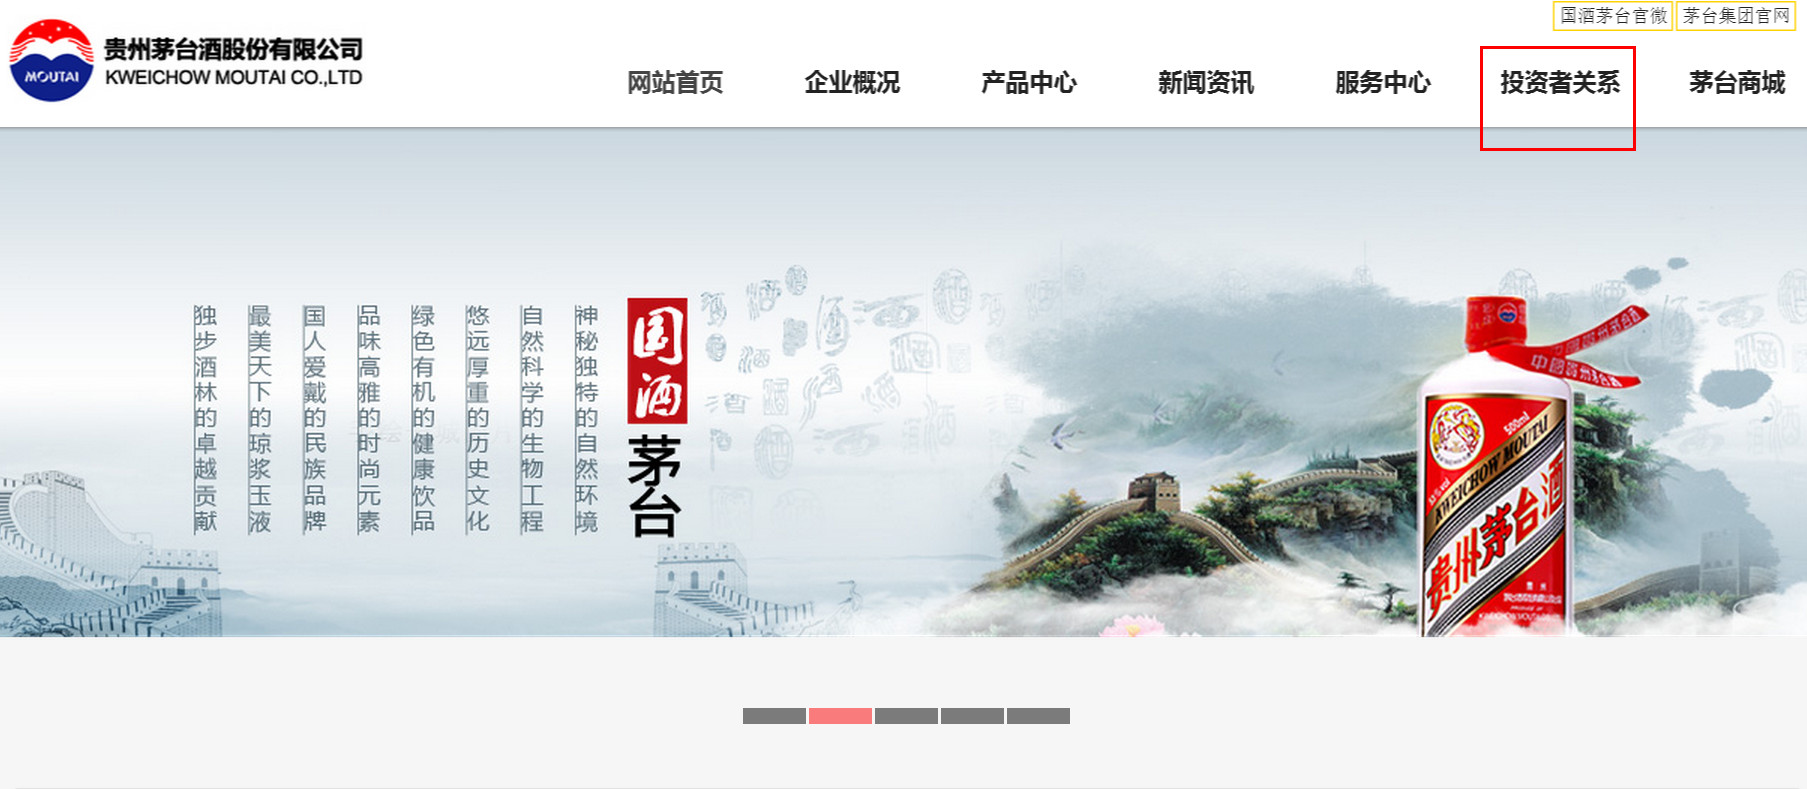 国酒茅台官微 茅台集团官网
MOUTAI
贵州茅台酒股份有限公司
KWEICHOW MOUTAI CO.,LTD
网站首页 企业概况 产品中心 新闻资讯 服务中心 投资者关系 茅台商城
国酒
茅台
神秘独特的自然环境
自然科学的生物工程
悠远厚重的历史文化
绿色有机的健康饮品
品味高雅的时尚元素
国人爱戴的民族品牌
最美天下的琼浆玉液
独步酒林的卓越贡献
中国贵州茅台酒
500ml
KWEICHOW MOUTAI
贵州茅台酒